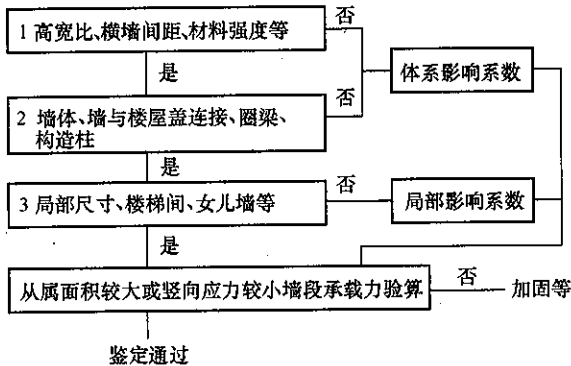 1 高宽比、横墙间距、材料强度等
否
是
体系影响系数
否
2 墙体、墙与楼屋盖连接、圈梁、
构造柱
是
否
3 局部尺寸、楼梯间、女儿墙等
局部影响系数
是
从属面积较大或竖向应力较小墙段承载力验算
否
加固等
鉴定通过